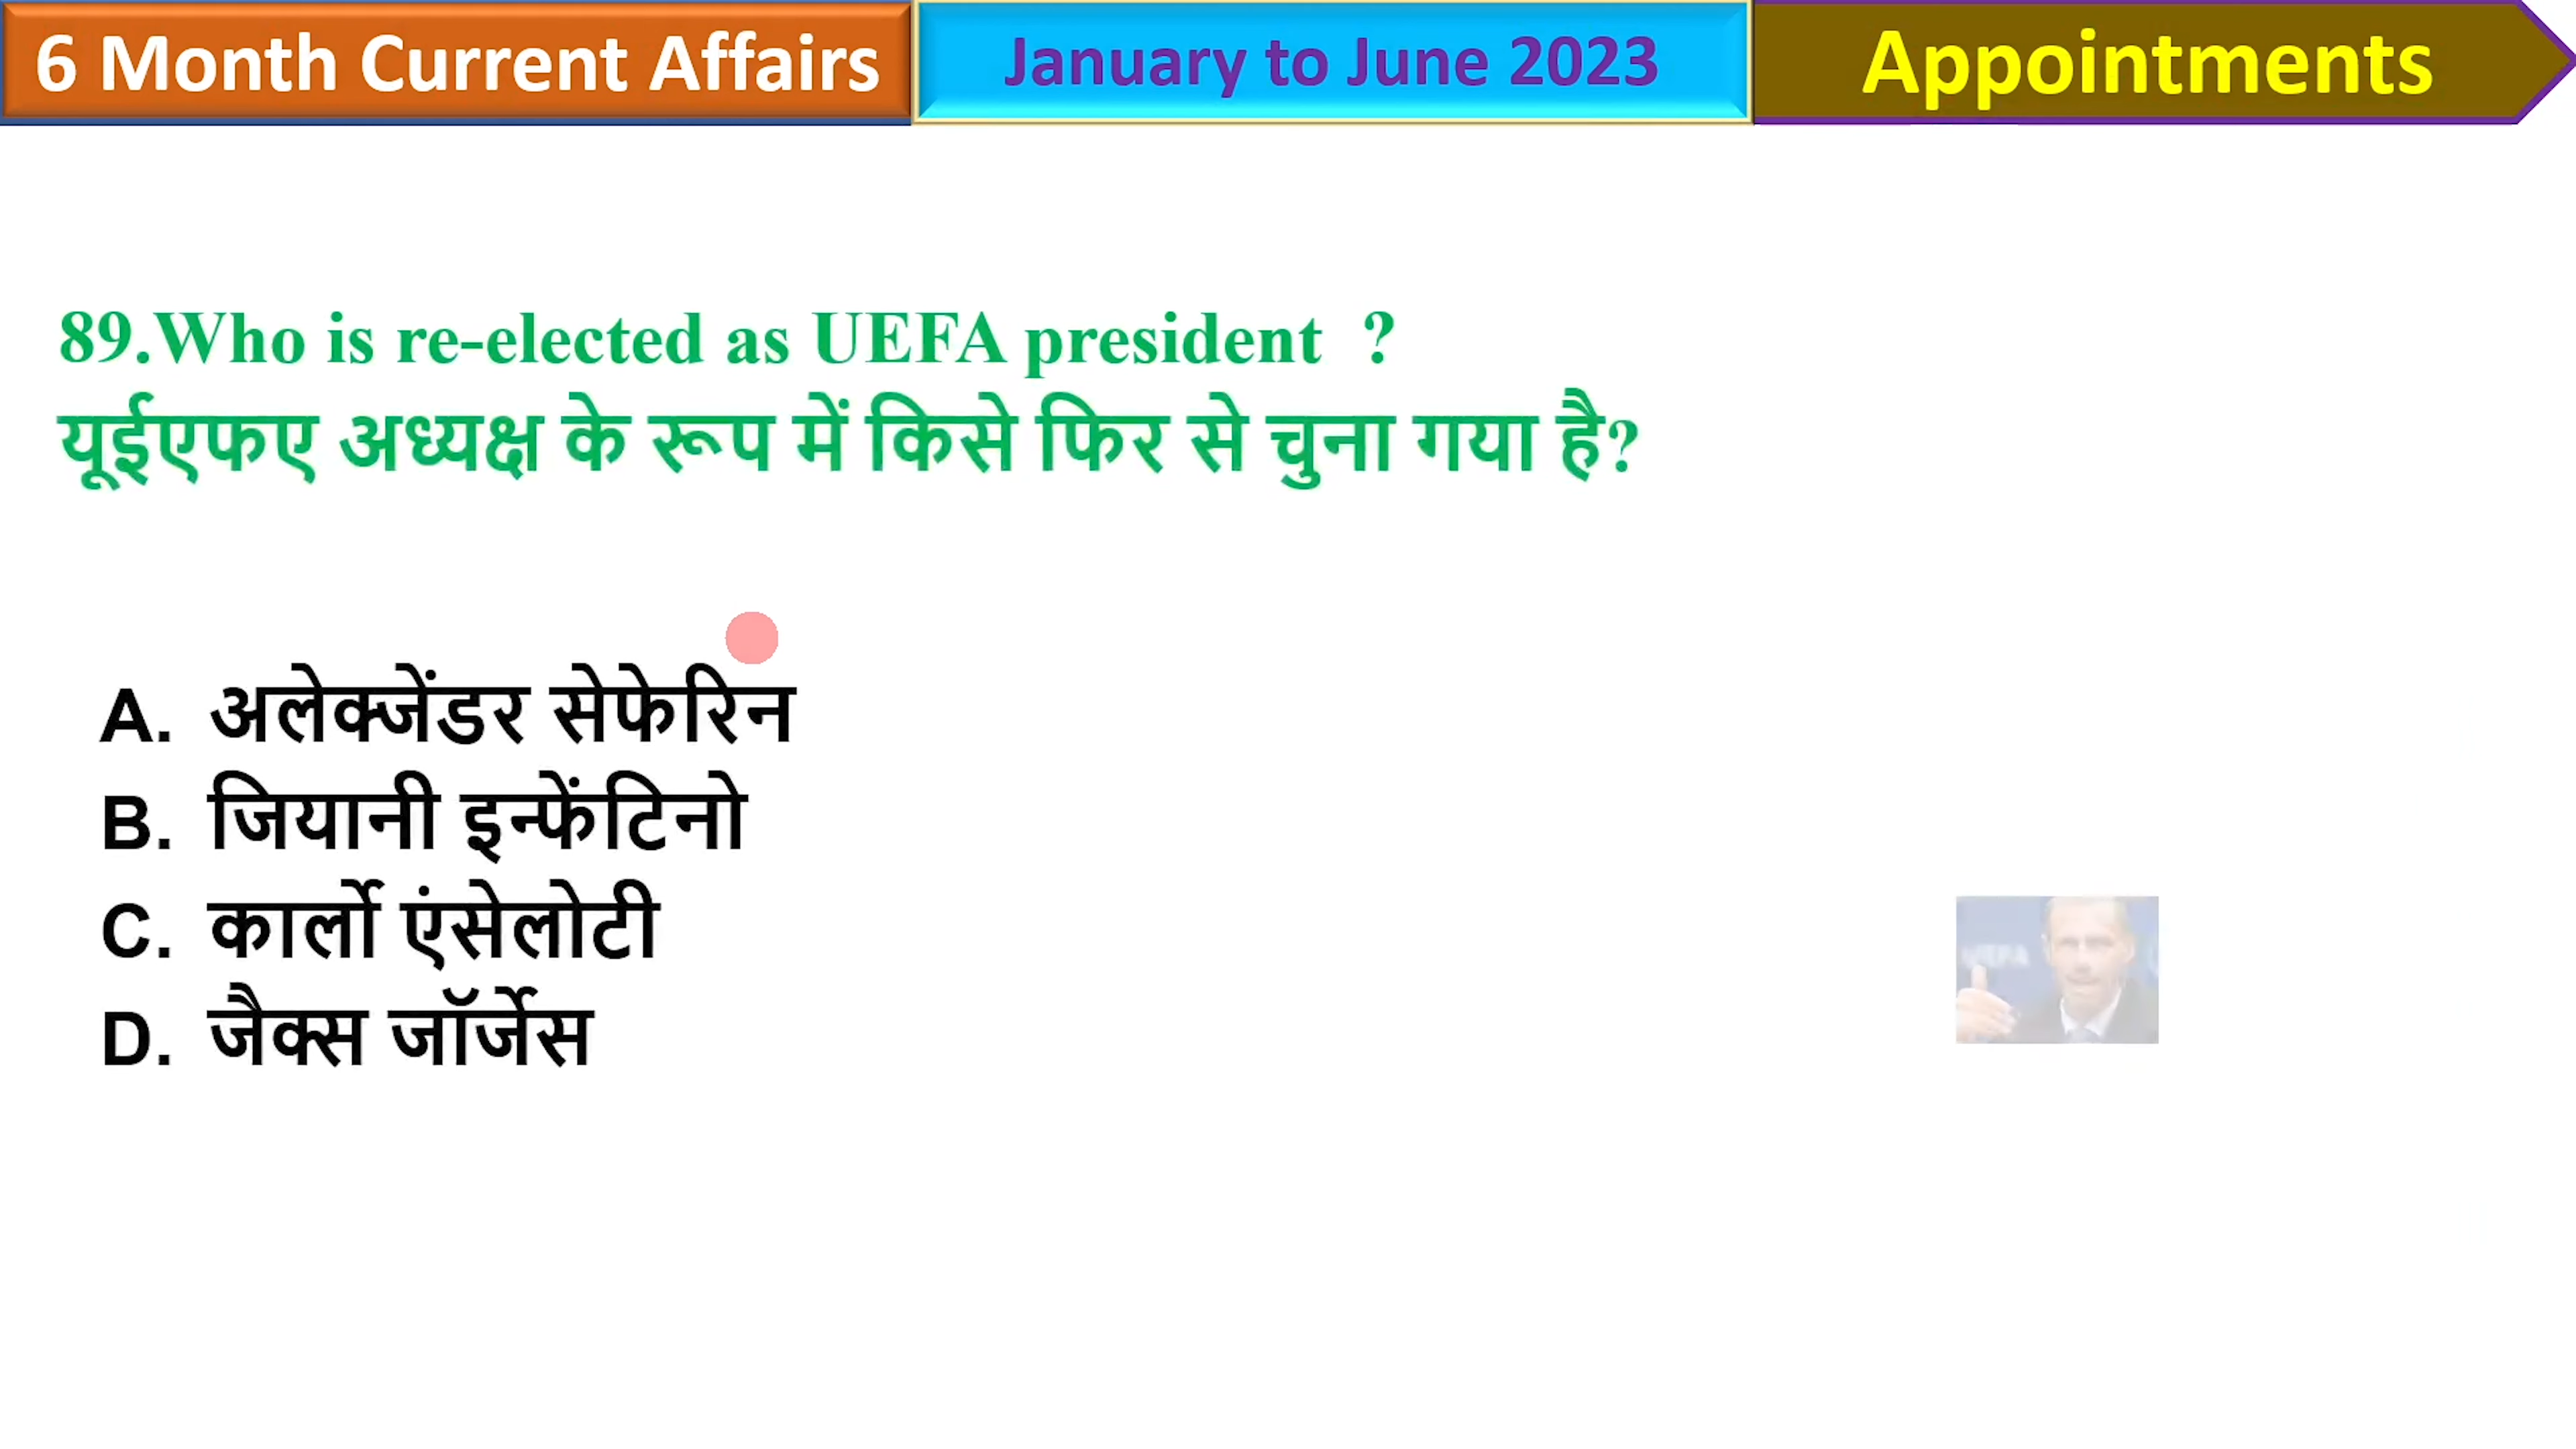 6 Month Current Affairs
January to June 2023
Appointments
89.Who is re-elected as UEFA president ?
यूईएफए अध्यक्ष के रूप में किसे फिर से चुना गया है?
A. अलेक्जेंडर सेफेरिन
B. जियानी इन्फेंटिनो
C. कार्लो एंसेलोटी
D. जैक्स जॉर्जेस
UEFA